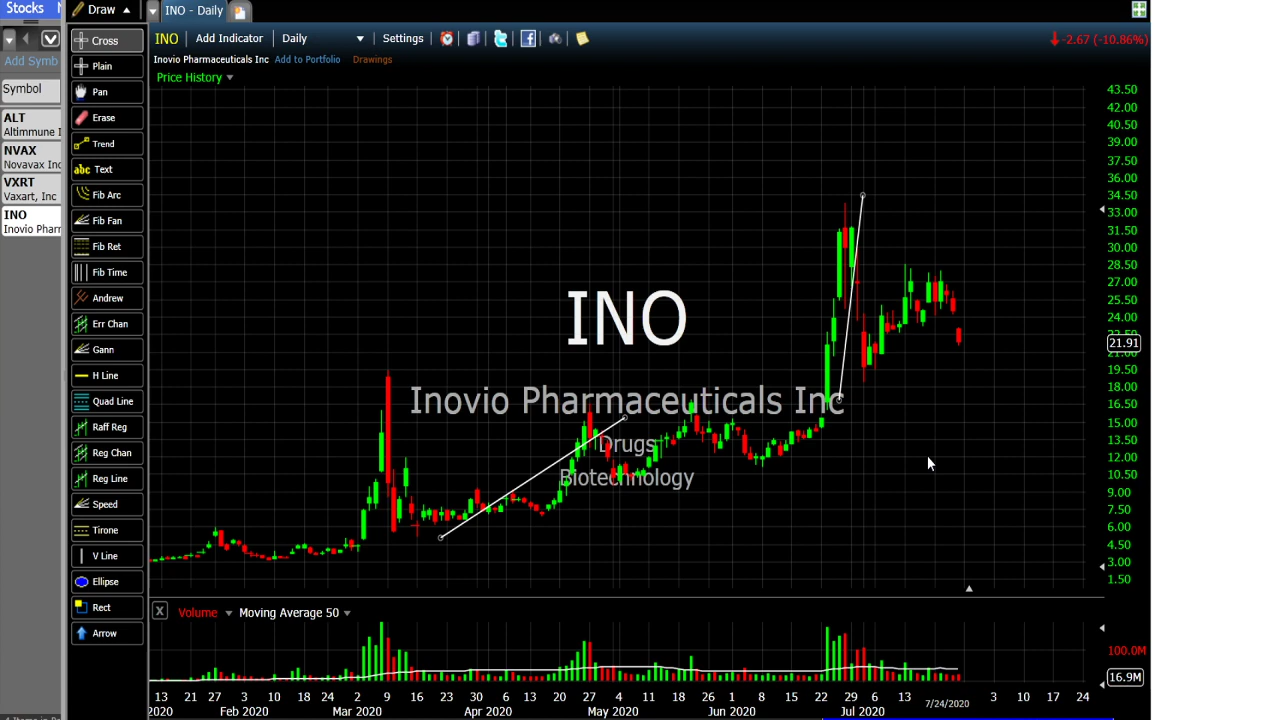 Stocks
Draw
INO - Daily
Cross
INO
Add Indicator
Daily
Settings
-2.67 (-10.86%)
Add Symb
Plain
Inovio Pharmaceuticals Inc
Add to Portfolio
Drawings
Price History
Symbol
Pan
ALT
Altimmune I
Erase
Trend
NVAX
Novavax Inc
abc Text
VXRT
Vaxart, Inc
Fib Arc
INO
Inovio Pharr
Fib Fan
Fib Ret
Fib Time
Andrew
Err Chan
Gann
H Line
Quad Line
Raff Reg
Reg Chan
Reg Line
Speed
Tirone
V Line
Ellipse
Rect
Arrow
INO
Inovio Pharmaceuticals Inc
Drugs
Biotechnology
43.50
42.00
40.50
39.00
37.50
36.00
34.50
33.00
31.50
30.00
28.50
27.00
25.50
24.00
21.91
19.50
18.00
16.50
15.00
13.50
12.00
10.50
9.00
7.50
6.00
4.50
3.00
1.50
X
Volume
Moving Average 50
100.0M
16.9M
13 21 27 3 10 18 24 2 9 16 23 30 6 13 20 27 4 11 18 26 1 8 15 22 29 6 13 3 10 17 24
7/24/2020
2020 Feb 2020 Mar 2020 Apr 2020 May 2020 Jun 2020 Jul 2020